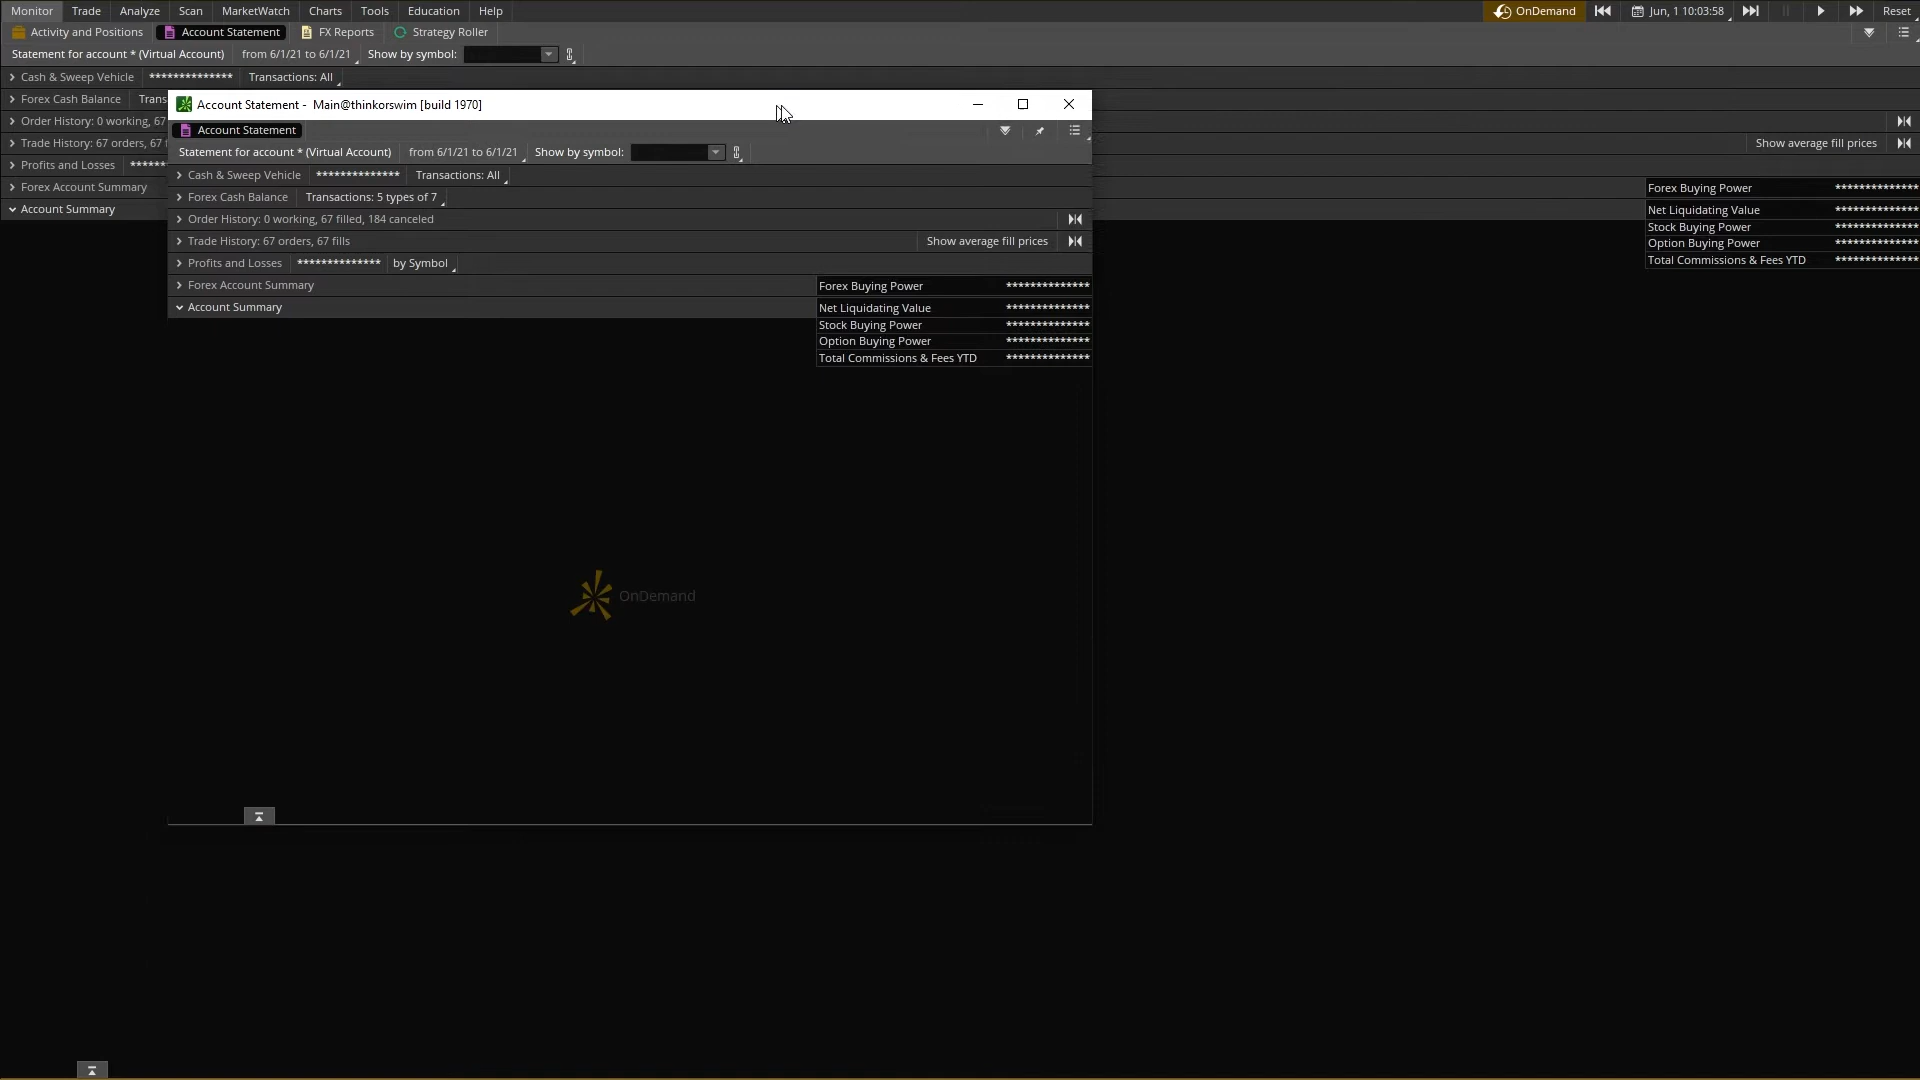 Monitor Trade Analyze Scan MarketWatch Charts Tools Education Help OnDemand Jun, 1 10:03:58 Reset
Activity and Positions Account Statement FX Reports Strategy Roller
Statement for account * (Virtual Account) from 6/1/21 to 6/1/21 Show by symbol:
Cash & Sweep Vehicle ************** Transactions: All
Forex Cash Balance Trans
Order History: 0 working, 67
Trade History: 67 orders, 67 f Show average fill prices
Profits and Losses *****
Forex Account Summary Forex Buying Power **************
Account Summary Net Liquidating Value **************
Stock Buying Power **************
Option Buying Power **************
Total Commissions & Fees YTD **************
Account Statement - Main@thinkorswim [build 1970]
Account Statement
Statement for account * (Virtual Account) from 6/1/21 to 6/1/21 Show by symbol:
Cash & Sweep Vehicle ************** Transactions: All
Forex Cash Balance Transactions: 5 types of 7
Order History: 0 working, 67 filled, 184 canceled
Trade History: 67 orders, 67 fills Show average fill prices
Profits and Losses ************** by Symbol
Forex Account Summary Forex Buying Power **************
Account Summary Net Liquidating Value **************
Stock Buying Power **************
Option Buying Power **************
Total Commissions & Fees YTD **************
OnDemand